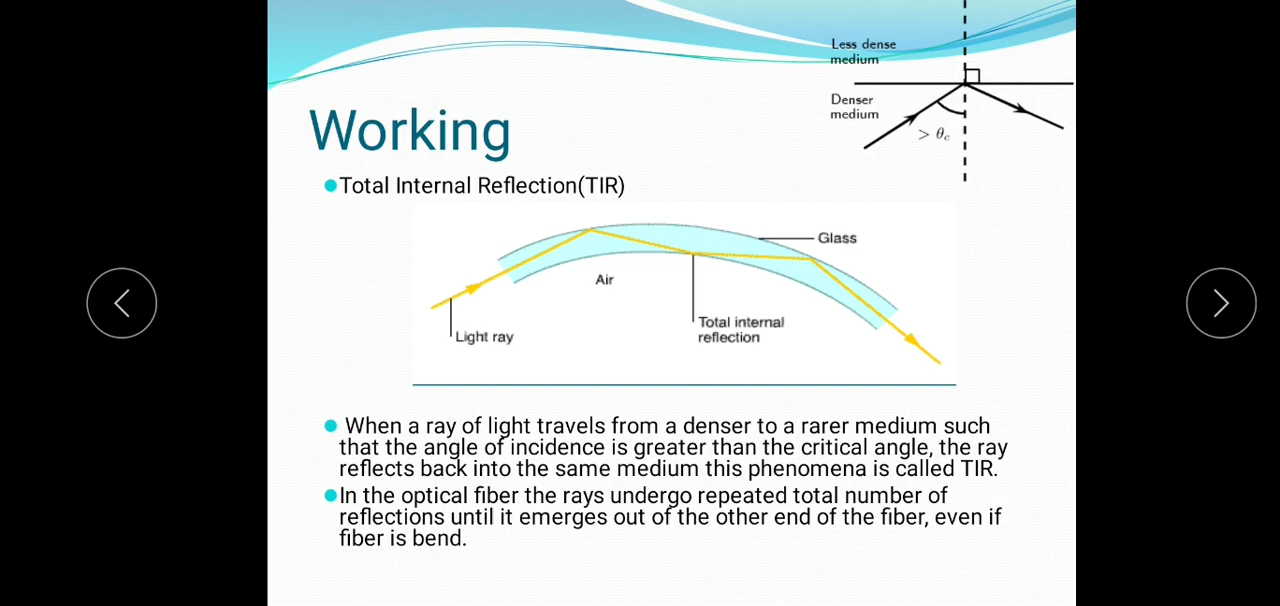 Less dense
medium
Denser
medium
> θc
Working
Total Internal Reflection(TIR)
Glass
Air
Total internal
reflection
Light ray
When a ray of light travels from a denser to a rarer medium such
that the angle of incidence is greater than the critical angle, the ray
reflects back into the same medium this phenomena is called TIR.
In the optical fiber the rays undergo repeated total number of
reflections until it emerges out of the other end of the fiber, even if
fiber is bend.